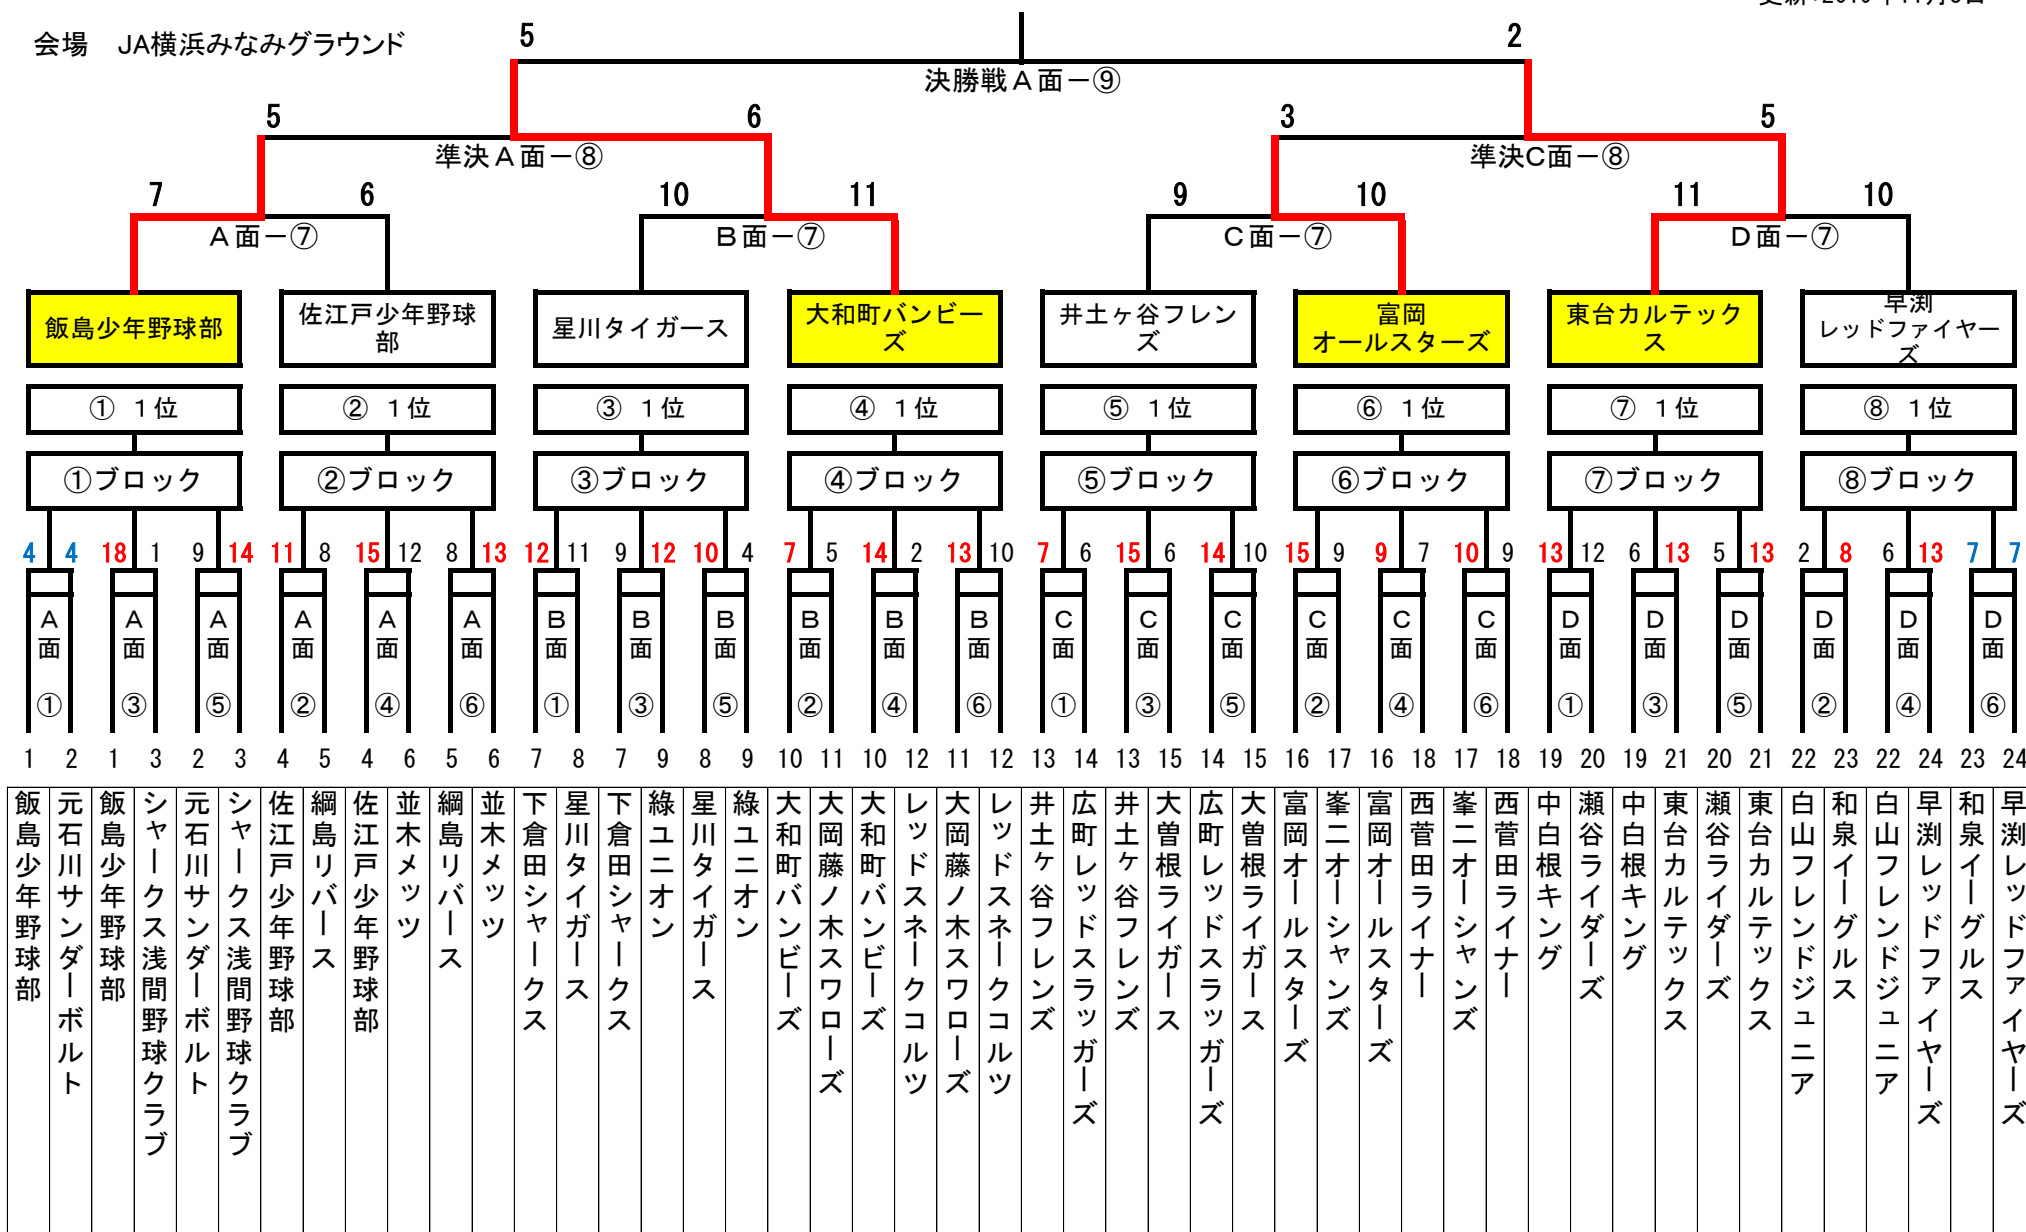 会場　JA横浜みなみグラウンド
5 2
決勝戦Ａ面－⑨
5 6 3 5
準決Ａ面－⑧ 準決C面－⑧
7 6 10 11 9 10 11 10
Ａ面－⑦ Ｂ面－⑦ Ｃ面－⑦ Ｄ面－⑦
飯島少年野球部
佐江戸少年野球
部
星川タイガース
大和町バンビー
ズ
井土ヶ谷フレン
ズ
富岡
オールスターズ
東台カルテック
ス
早渕
レッドファイヤー
ズ
① １位 ② １位 ③ １位 ④ １位 ⑤ １位 ⑥ １位 ⑦ １位 ⑧ １位
①ブロック ②ブロック ③ブロック ④ブロック ⑤ブロック ⑥ブロック ⑦ブロック ⑧ブロック
4 4 18 1 9 14 11 8 15 12 8 13 12 11 9 12 10 4 7 5 14 2 13 10 7 6 15 6 14 10 15 9 9 7 10 9 13 12 6 13 5 13 2 8 6 13 7 7
Ａ面① Ａ面③ Ａ面⑤ Ａ面② Ａ面④ Ａ面⑥ Ｂ面① Ｂ面③ Ｂ面⑤ Ｂ面② Ｂ面④ Ｂ面⑥ Ｃ面① Ｃ面③ Ｃ面⑤ Ｃ面② Ｃ面④ Ｃ面⑥ Ｄ面① Ｄ面③ Ｄ面⑤ Ｄ面② Ｄ面④ Ｄ面⑥
1 2 1 3 2 3 4 5 4 6 5 6 7 8 7 9 8 9 10 11 10 12 11 12 13 14 13 15 14 15 16 17 16 18 17 18 19 20 19 21 20 21 22 23 22 24 23 24
飯島少年野球部
元石川サンダーボルト
飯島少年野球部
シャークス浅間野球クラブ
元石川サンダーボルト
シャークス浅間野球クラブ
佐江戸少年野球部
綱島リバース
佐江戸少年野球部
並木メッツ
綱島リバース
並木メッツ
下倉田シャークス
星川タイガース
下倉田シャークス
緑ユニオン
星川タイガース
緑ユニオン
大和町バンビーズ
大岡藤ノ木スワローズ
大和町バンビーズ
レッドスネークコルツ
大岡藤ノ木スワローズ
レッドスネークコルツ
井土ヶ谷フレンズ
広町レッドスラッガーズ
井土ヶ谷フレンズ
大曽根ライガース
広町レッドスラッガーズ
大曽根ライガース
富岡オールスターズ
峯二オーシャンズ
富岡オールスターズ
西菅田ライナー
峯二オーシャンズ
西菅田ライナー
中白根キング
瀬谷ライダーズ
中白根キング
東台カルテックス
瀬谷ライダーズ
東台カルテックス
白山フレンドジュニア
和泉イーグルス
白山フレンドジュニア
早渕レッドファイヤーズ
和泉イーグルス
早渕レッドファイヤーズ